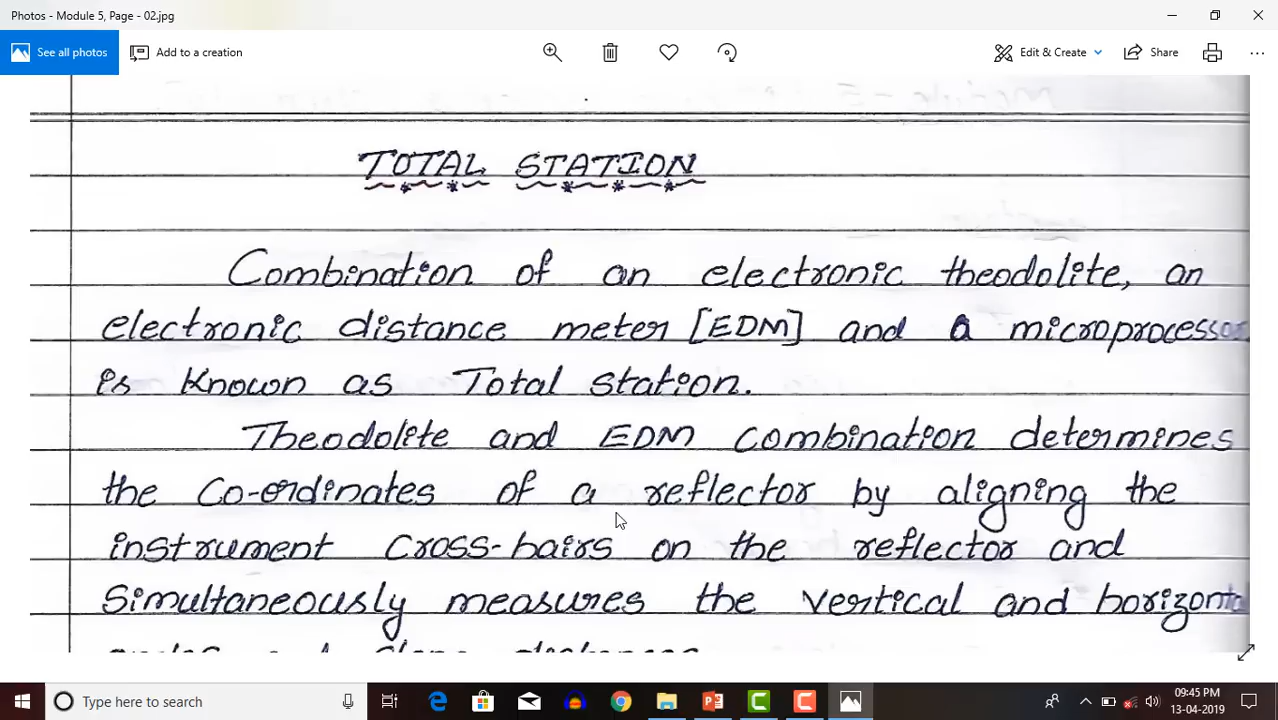 Photos - Module 5, Page - 02.jpg
See all photos
Add to a creation
Edit & Create
Share
TOTAL STATION
Combination of an electronic theodolite, an
electronic distance meter [EDM] and a microprocessor
is known as Total station.
Theodolite and EDM combination determines
the Co-ordinates of a reflector by aligning the
instrument Cross-hairs on the reflector and
Simultaneously measures the vertical and horizontal
Type here to search
09:45 PM
13-04-2019